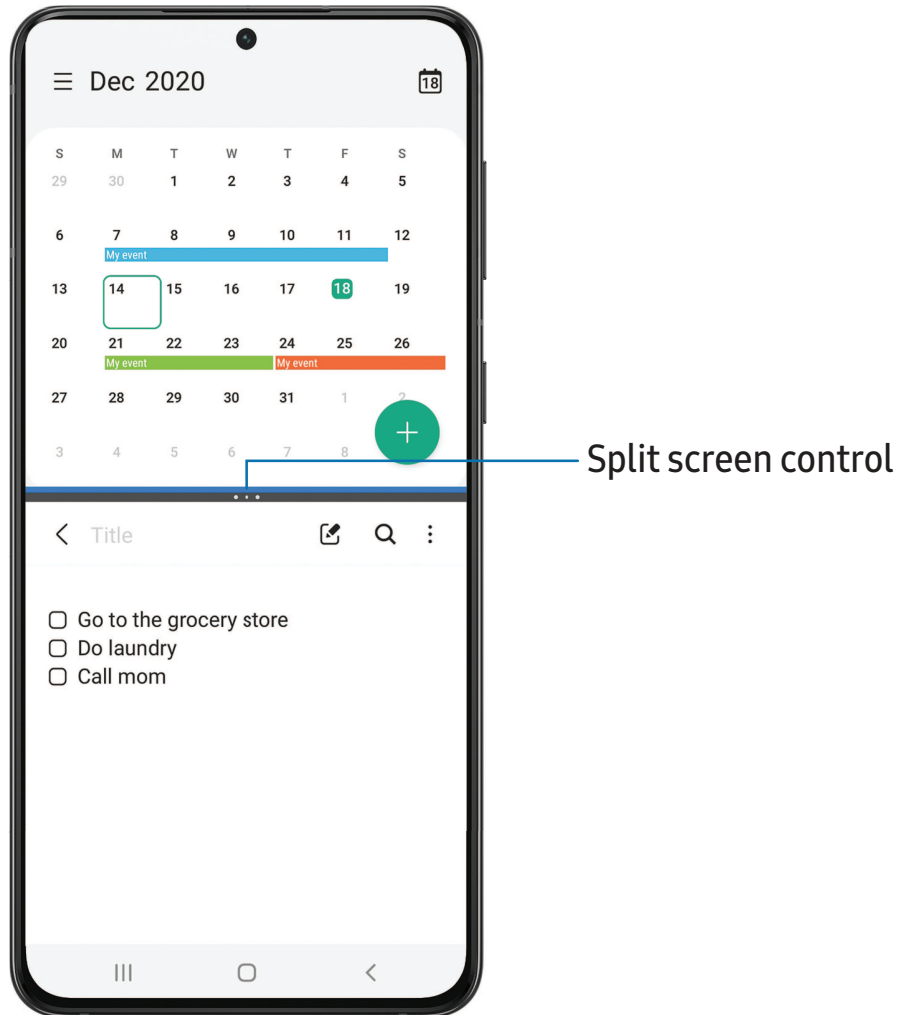 Dec 2020
18
S M T W T F S
29 30 1 2 3 4 5
6 7 8 9 10 11 12
My event
13 14 15 16 17 18 19
20 21 22 23 24 25 26
My event My event
27 28 29 30 31 1 2
3 4 5 6 7 8
Split screen control
Title
Go to the grocery store
Do laundry
Call mom